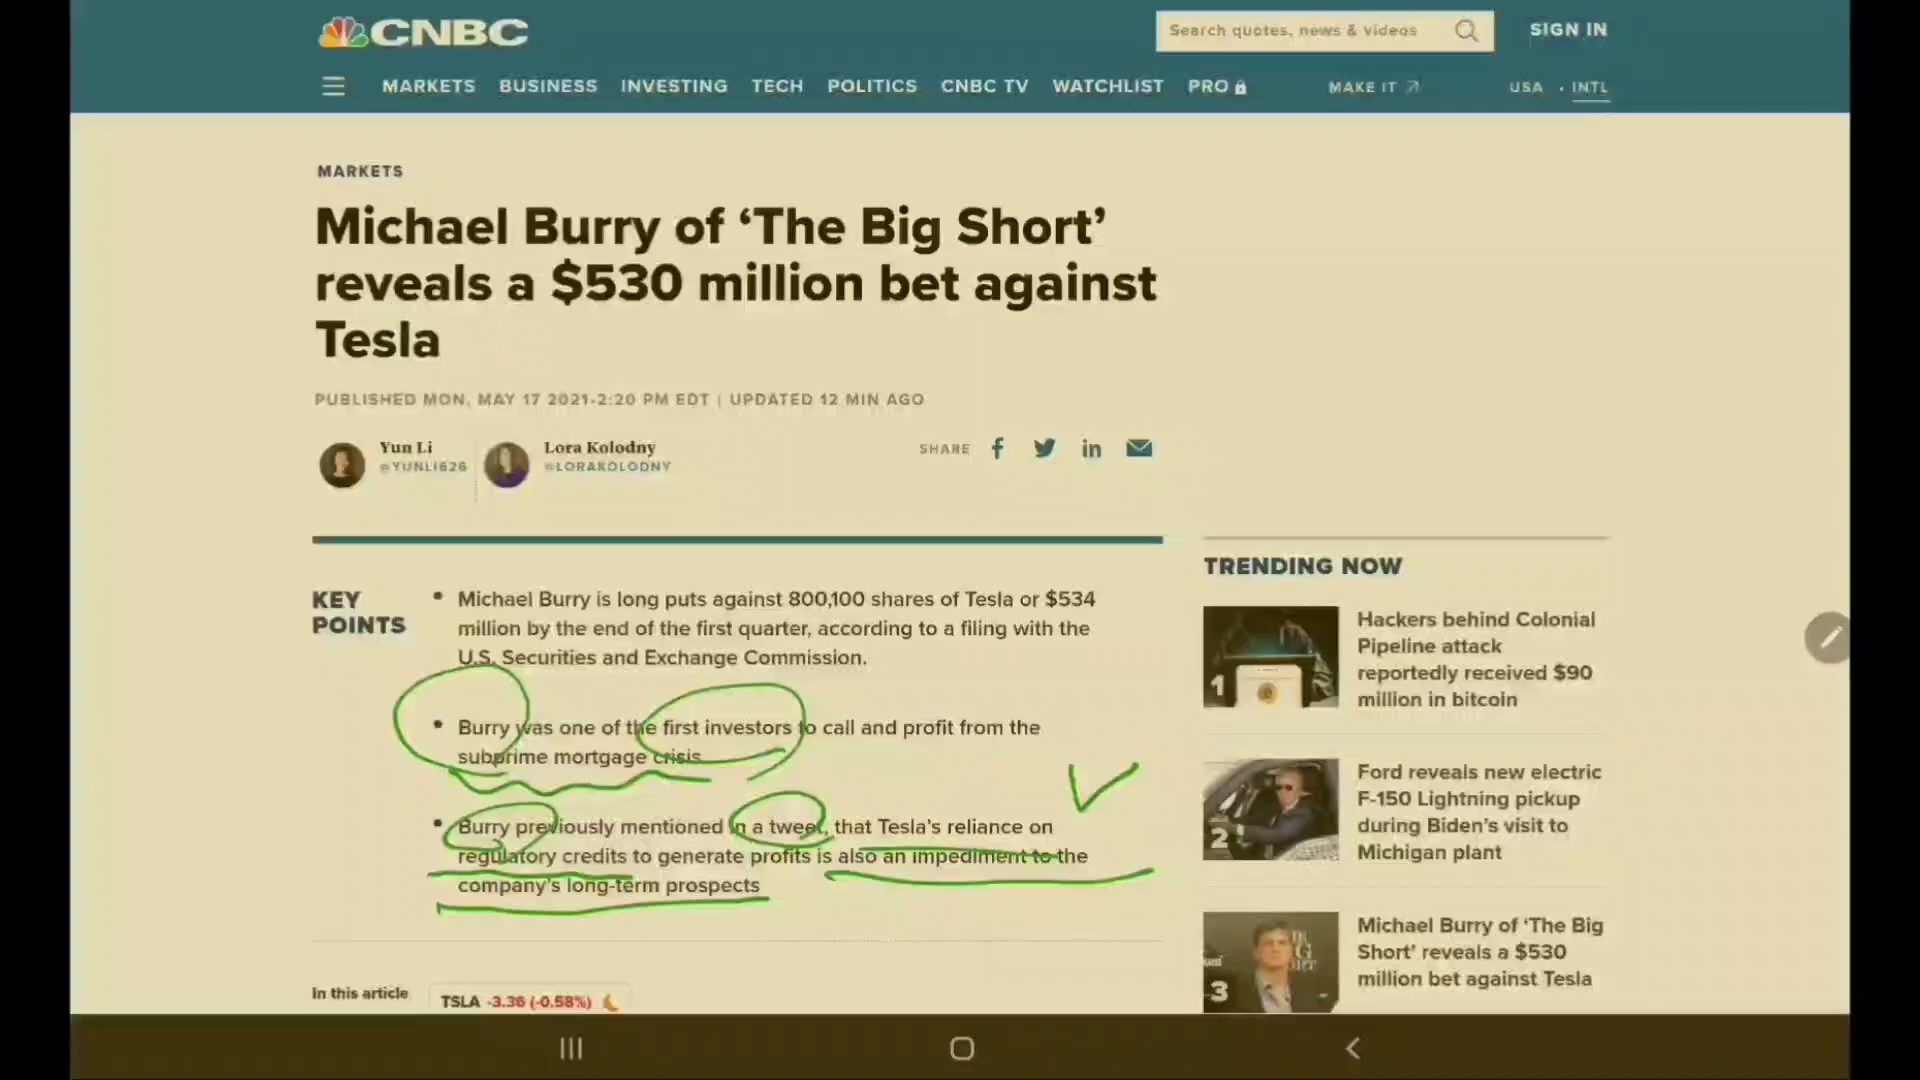 CNBC
Search quotes, news & videos
SIGN IN
MARKETS BUSINESS INVESTING TECH POLITICS CNBC TV WATCHLIST PRO MAKE IT USA • INTL
MARKETS
Michael Burry of ‘The Big Short’
reveals a $530 million bet against
Tesla
PUBLISHED MON, MAY 17 2021-2:20 PM EDT | UPDATED 12 MIN AGO
Yun Li
@YUNLI626
Lora Kolodny
@LORAKOLODNY
SHARE
KEY
POINTS
• Michael Burry is long puts against 800,100 shares of Tesla or $534
million by the end of the first quarter, according to a filing with the
U.S. Securities and Exchange Commission.
• Burry was one of the first investors to call and profit from the
subprime mortgage crisis
• Burry previously mentioned in a tweet, that Tesla’s reliance on
regulatory credits to generate profits is also an impediment to the
company’s long-term prospects
In this article
TSLA -3.36 (-0.58%)
TRENDING NOW
1
Hackers behind Colonial
Pipeline attack
reportedly received $90
million in bitcoin
2
Ford reveals new electric
F-150 Lightning pickup
during Biden’s visit to
Michigan plant
3
Michael Burry of ‘The Big
Short’ reveals a $530
million bet against Tesla